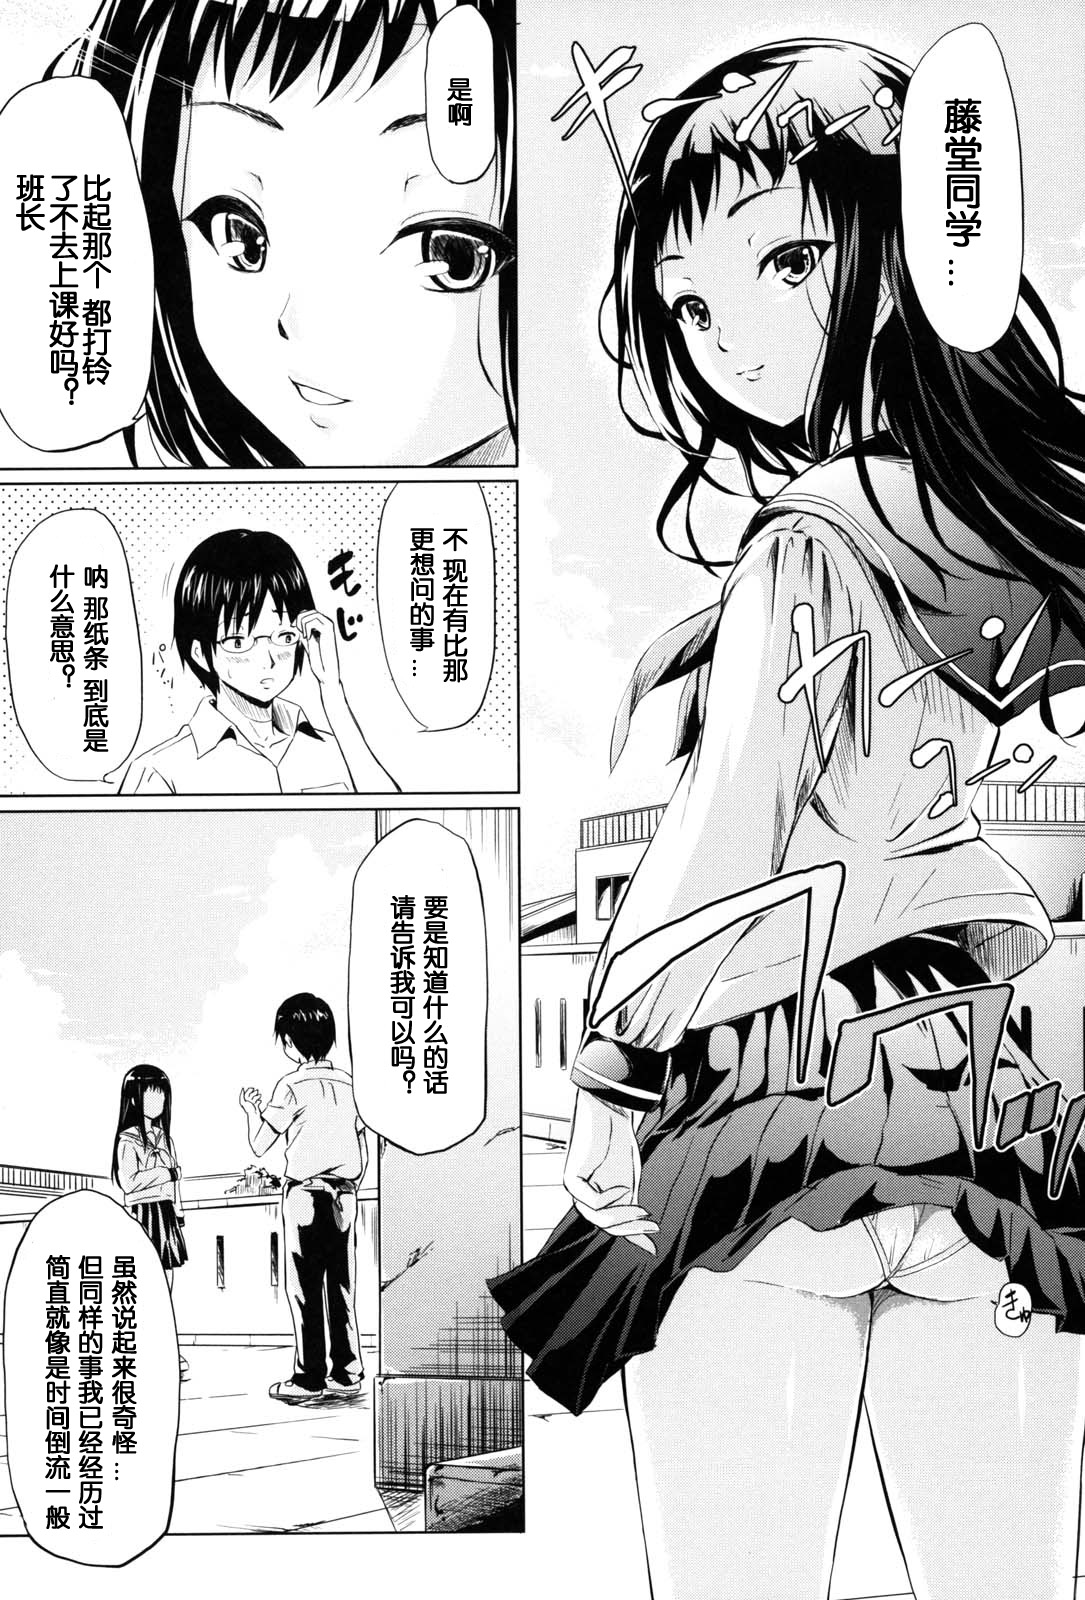 藤堂同学
…
きゅ
是啊
比起那个 都打铃
了不去上课好吗？
班长
不 现在有比那
更想问的事
…
モ
じ
呐 那纸条 到底是
什么意思？
要是知道什么的话
请告诉我可以吗？
虽然说起来很奇怪…
但同样的事我已经经历过
简直就像是时间倒流一般